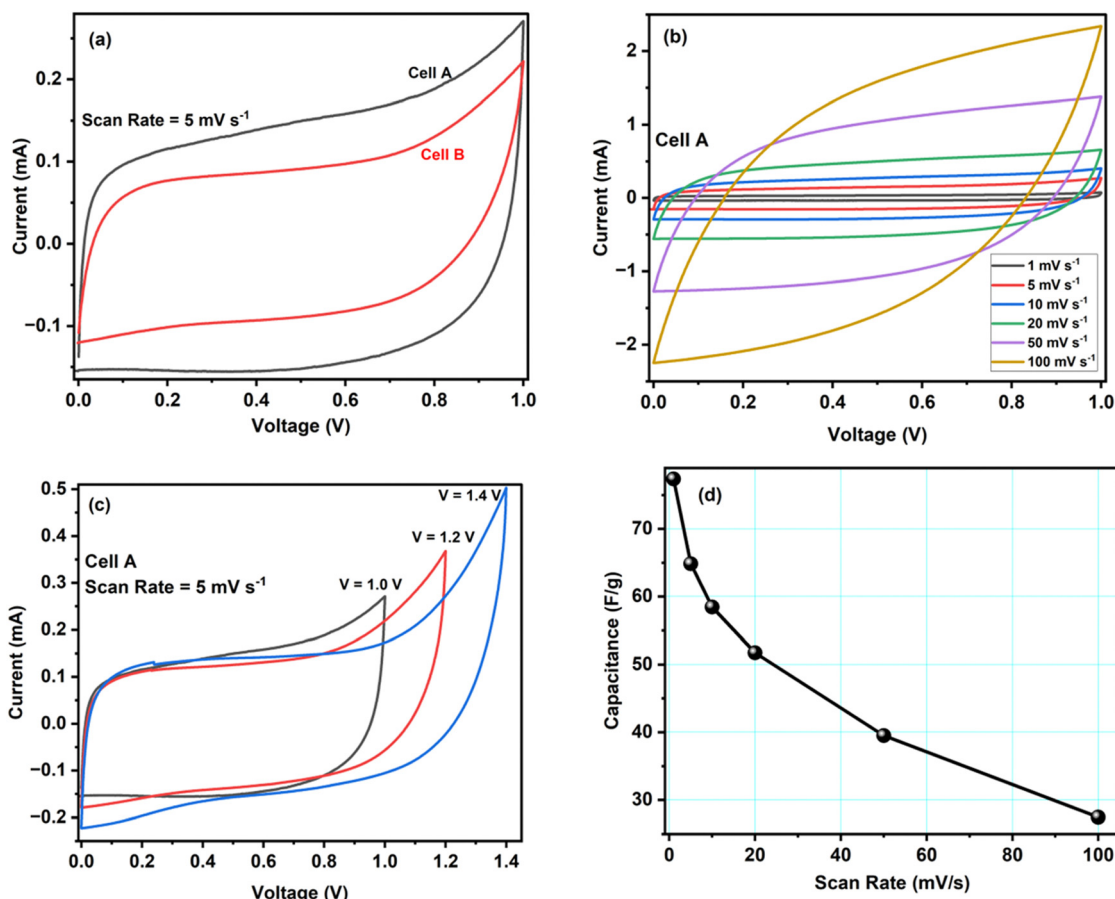 (a)
Cell A
Scan Rate = 5 mV s⁻¹
Cell B
0.2
0.1
0.0
−0.1
Current (mA)
0.0 0.2 0.4 0.6 0.8 1.0
Voltage (V)
(b)
Cell A
2
1
0
−1
−2
Current (mA)
1 mV s⁻¹
5 mV s⁻¹
10 mV s⁻¹
20 mV s⁻¹
50 mV s⁻¹
100 mV s⁻¹
0.0 0.2 0.4 0.6 0.8 1.0
Voltage (V)
(c)
V = 1.4 V
V = 1.2 V
Cell A
Scan Rate = 5 mV s⁻¹
V = 1.0 V
0.5
0.4
0.3
0.2
0.1
0.0
−0.1
−0.2
Current (mA)
0.0 0.2 0.4 0.6 0.8 1.0 1.2 1.4
Voltage (V)
(d)
70
60
50
40
30
Capacitance (F/g)
0 20 40 60 80 100
Scan Rate (mV/s)